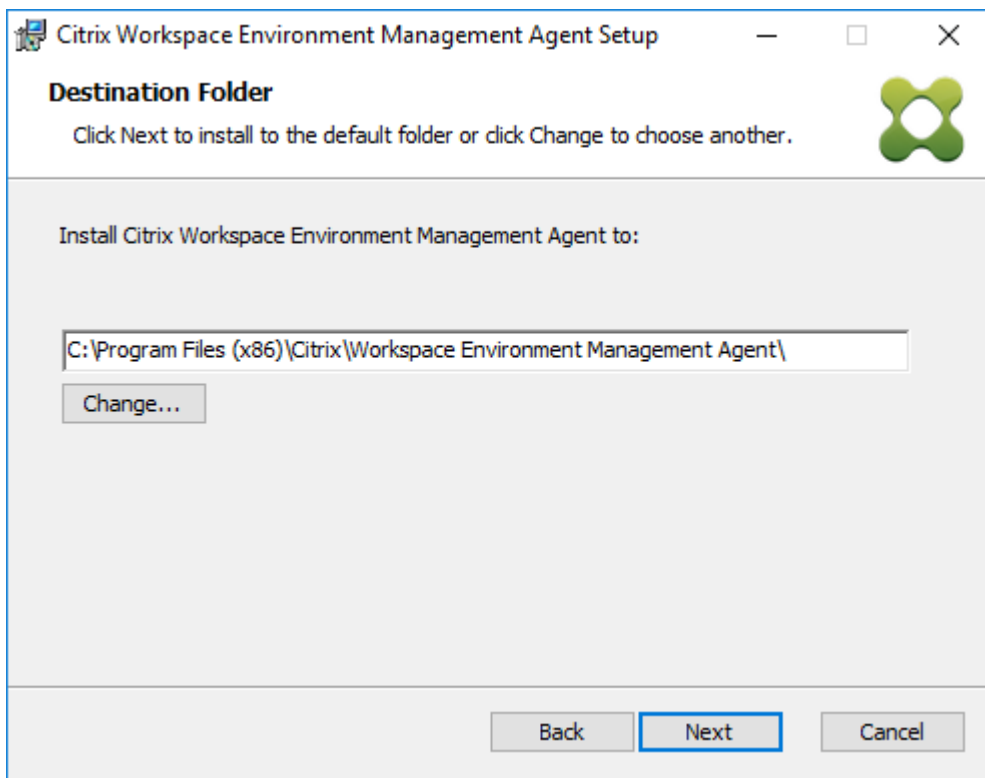 Citrix Workspace Environment Management Agent Setup
Destination Folder
Click Next to install to the default folder or click Change to choose another.
Install Citrix Workspace Environment Management Agent to:
C:\Program Files (x86)\Citrix\Workspace Environment Management Agent\
Change...
Back Next Cancel